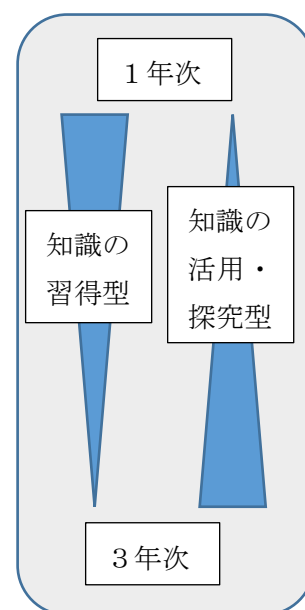 １年次
知識の
習得型
知識の
活用・
探究型
３年次